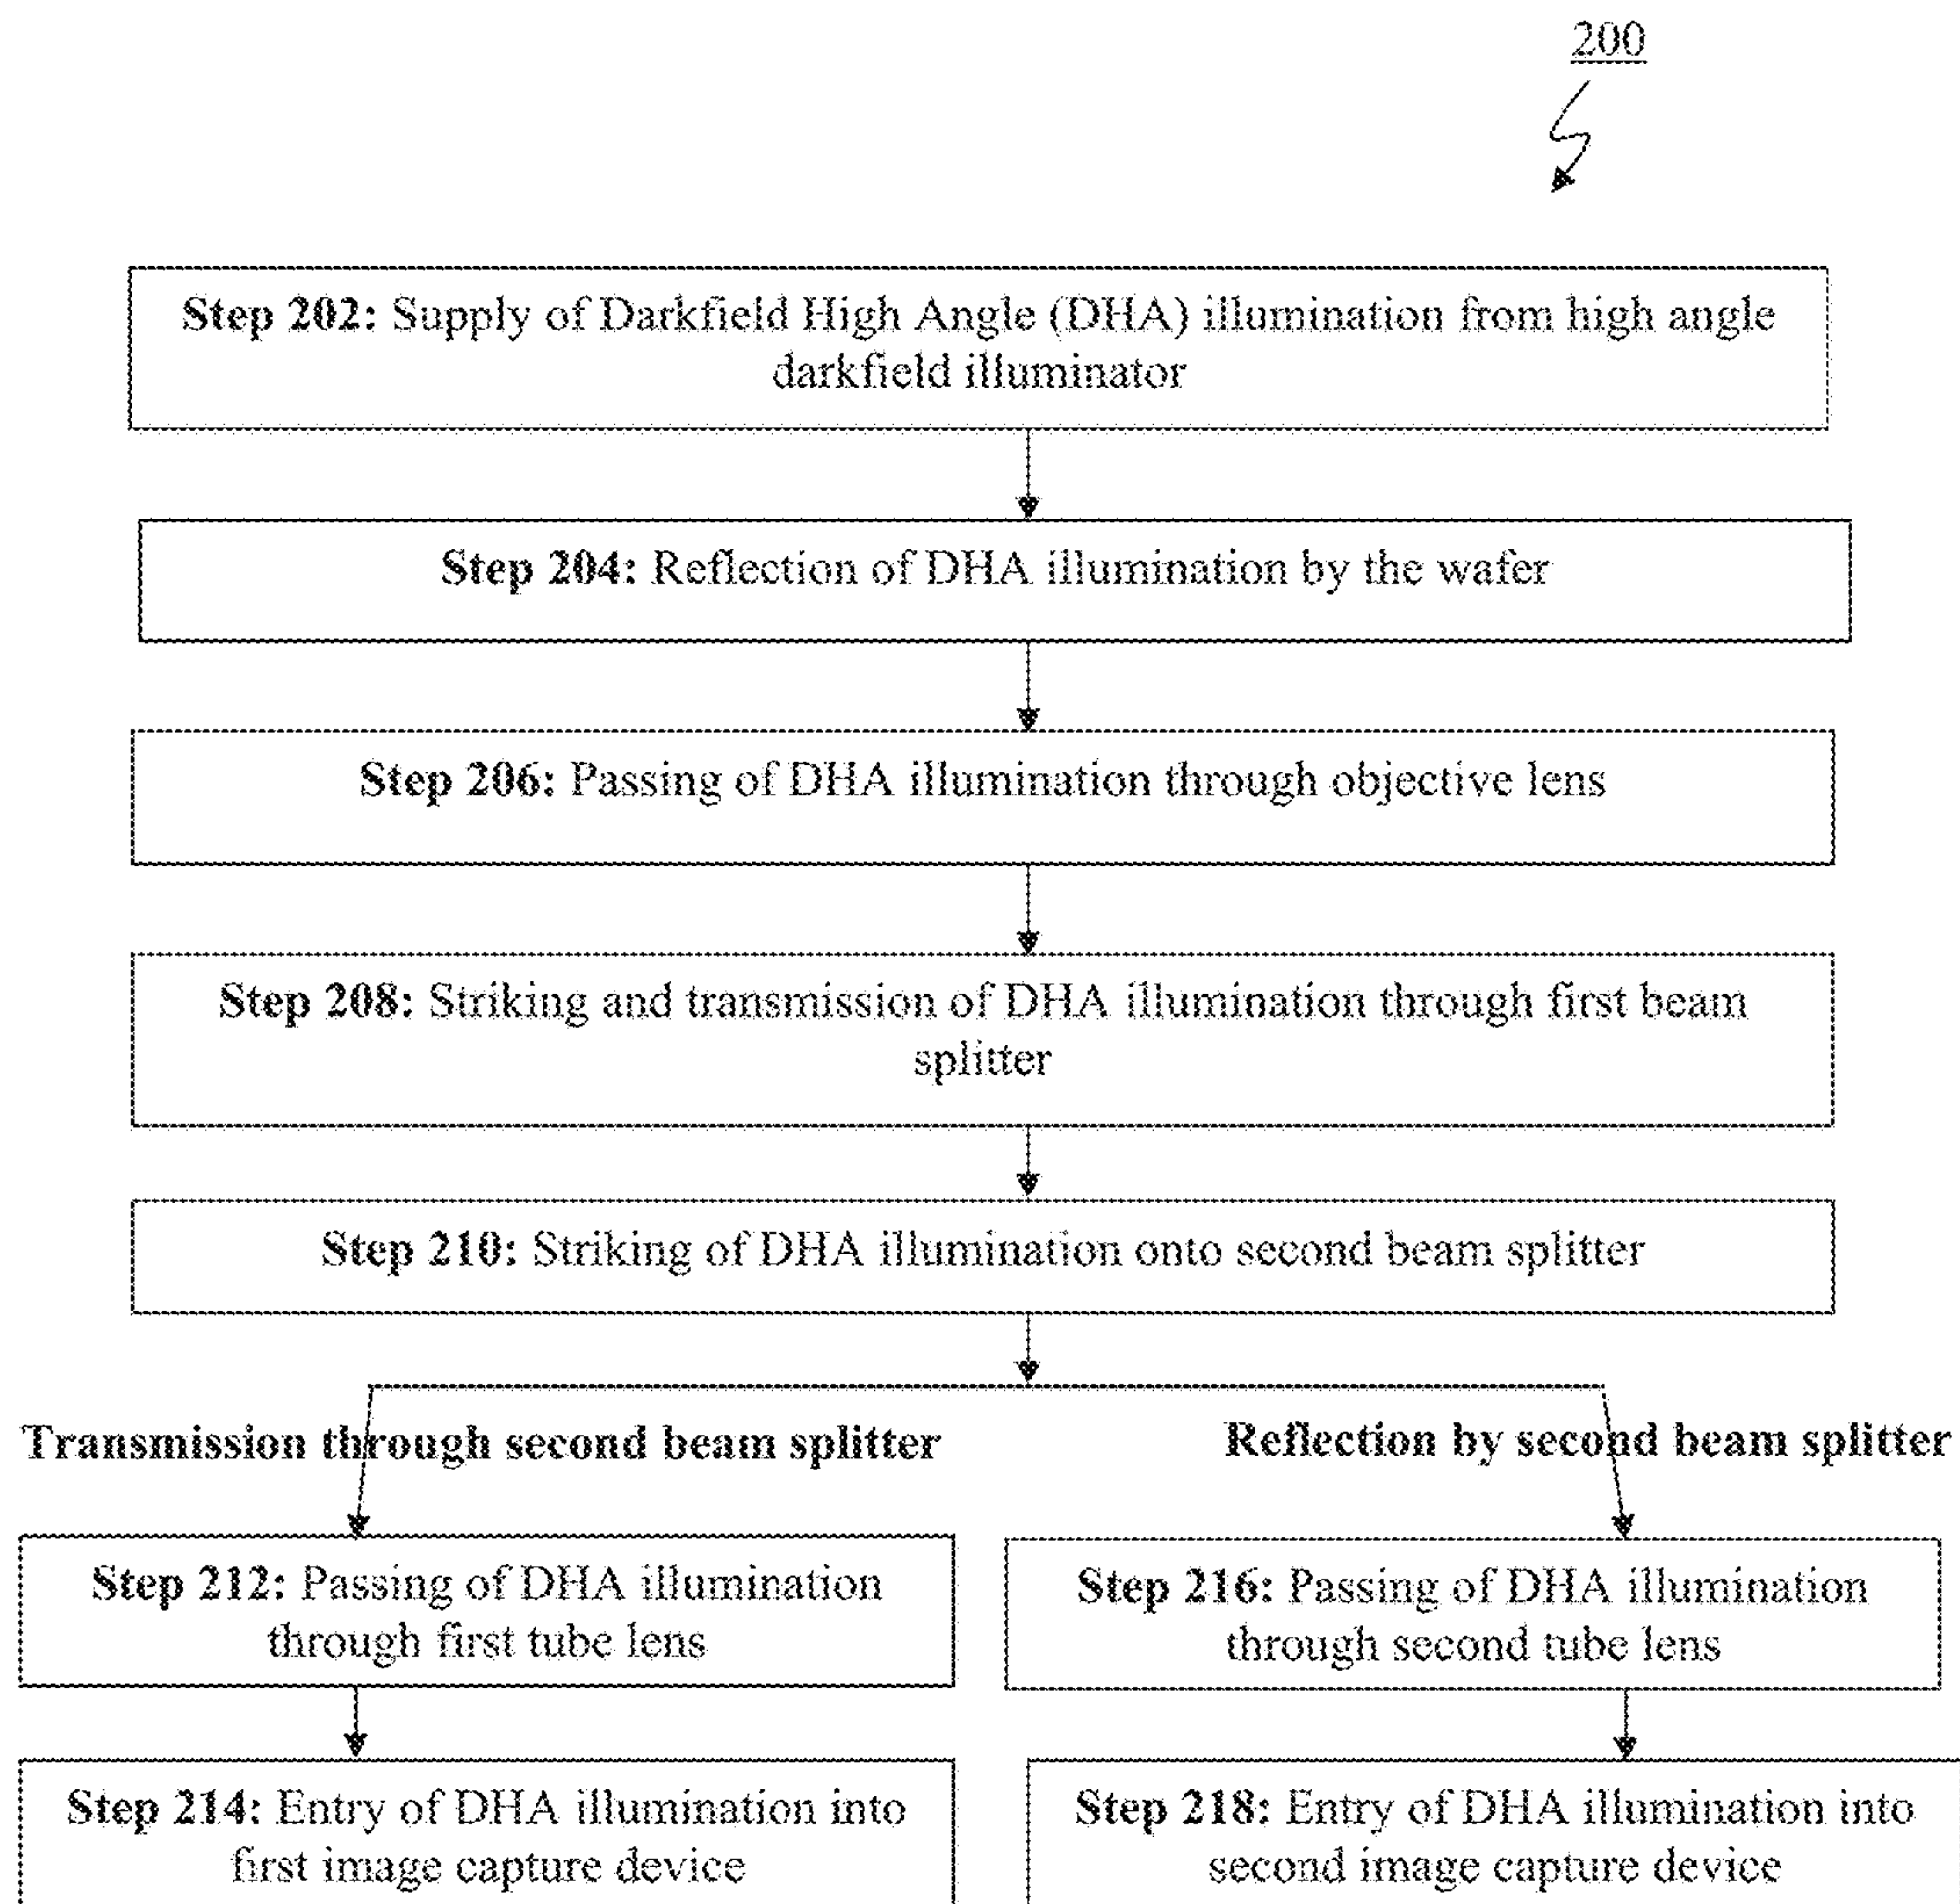 200
Step 202: Supply of Darkfield High Angle (DHA) illumination from high angle
darkfield illuminator
Step 204: Reflection of DHA illumination by the wafer
Step 206: Passing of DHA illumination through objective lens
Step 208: Striking and transmission of DHA illumination through first beam
splitter
Step 210: Striking of DHA illumination onto second beam splitter
Transmission through second beam splitter
Reflection by second beam splitter
Step 212: Passing of DHA illumination
through first tube lens
Step 216: Passing of DHA illumination
through second tube lens
Step 214: Entry of DHA illumination into
first image capture device
Step 218: Entry of DHA illumination into
second image capture device